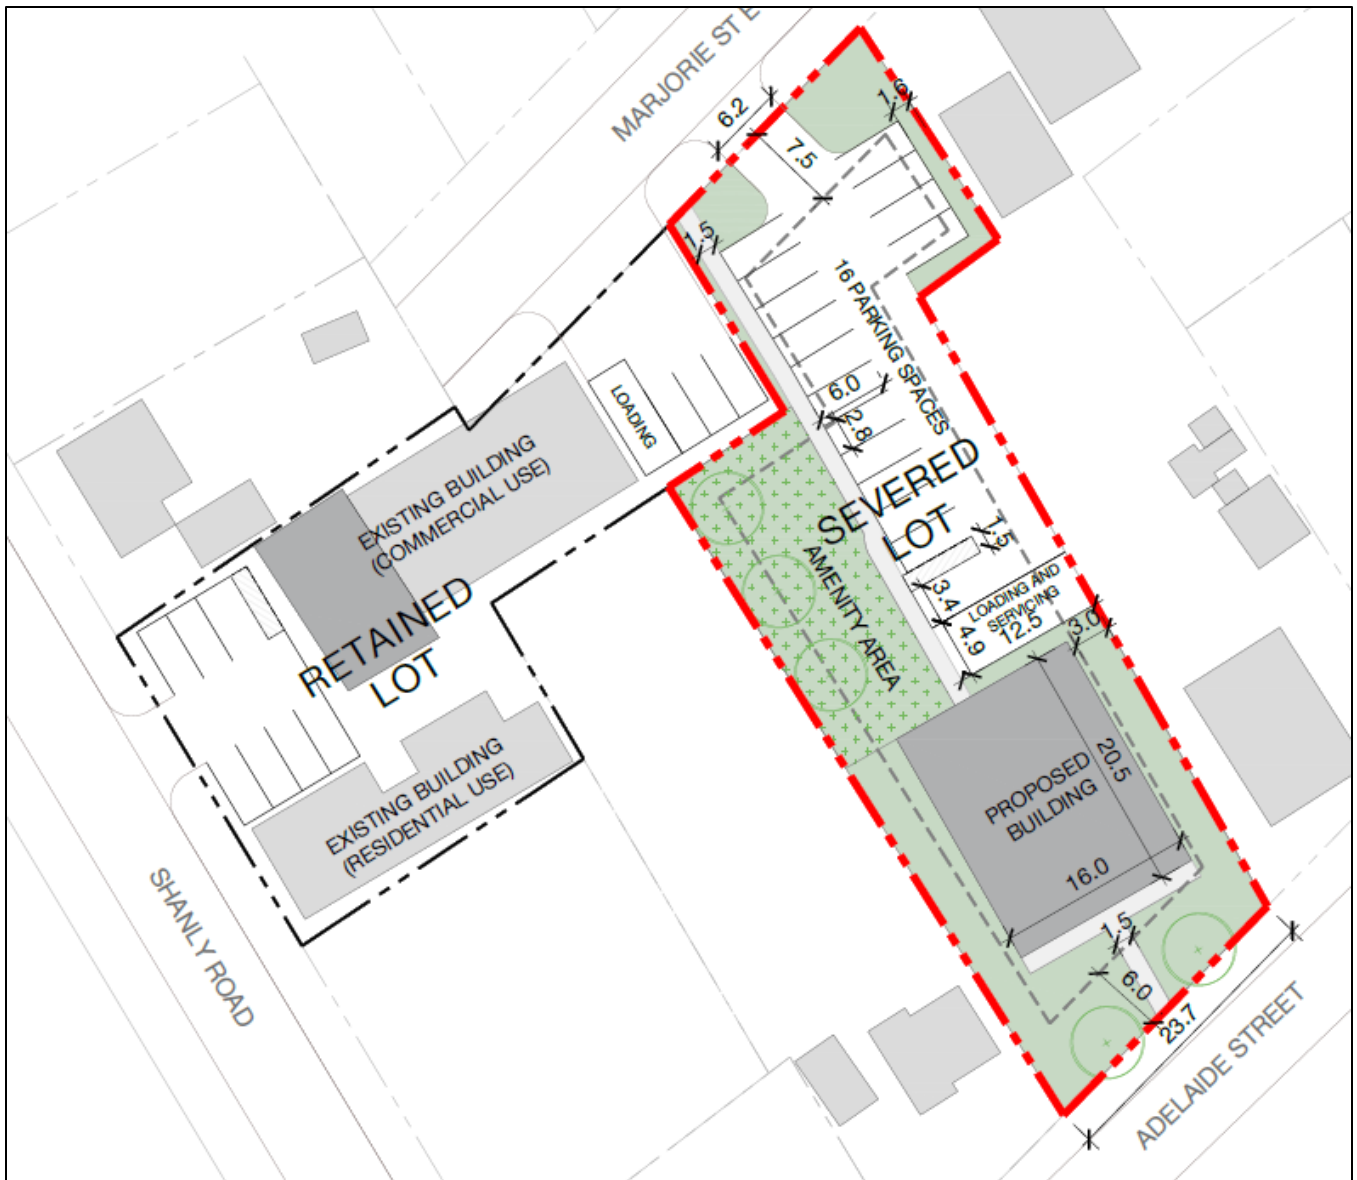 MARJORIE ST E
6.2
7.5
1.6
1.5
16 PARKING SPACES
6.0
2.8
LOADING
EXISTING BUILDING
(COMMERCIAL USE)
SEVERED
LOT
AMENITY AREA
1.5
3.4
LOADING AND
SERVICING
4.9
12.5
3.0
RETAINED
LOT
EXISTING BUILDING
(RESIDENTIAL USE)
PROPOSED
BUILDING
20.5
16.0
1.5
6.0
23.7
SHANLY ROAD
ADELAIDE STREET